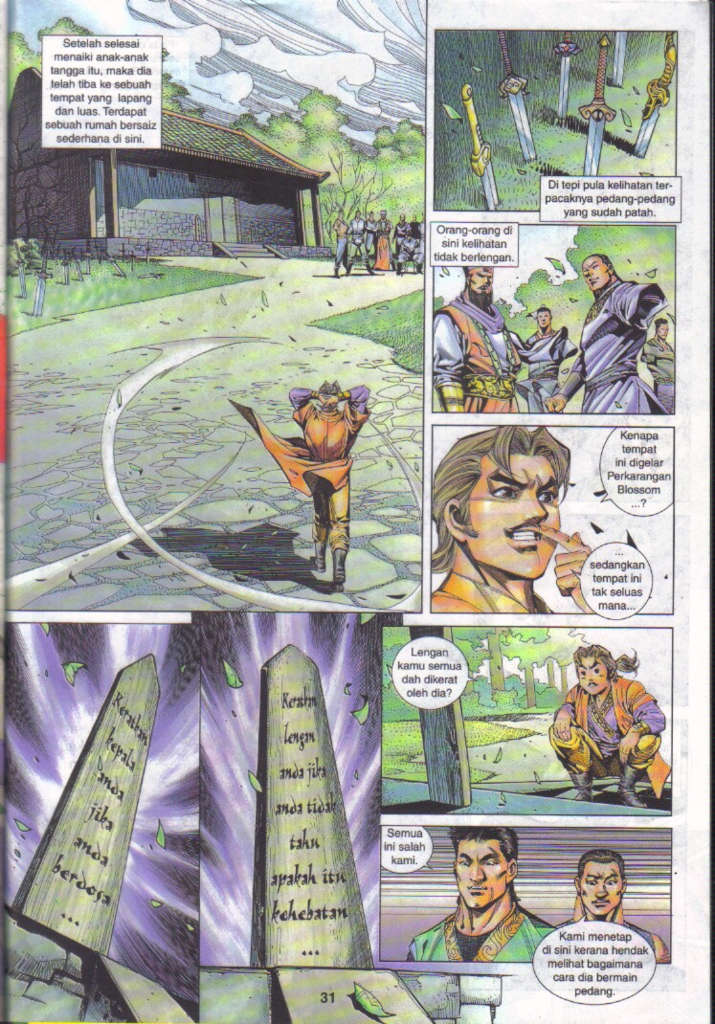 Setelah selesai
menaiki anak-anak
tangga itu, maka dia
telah tiba ke sebuah
tempat yang lapang
dan luas. Terdapat
sebuah rumah bersaiz
sederhana di sini.
Di tepi pula kelihatan ter-
pacaknya pedang-pedang
yang sudah patah.
Orang-orang di
sini kelihatan
tidak berlengan.
Kenapa
tempat
ini digelar
Perkarangan
Blossom
...?
...
sedangkan
tempat ini
tak seluas
mana...
Keratkan
kepala
anda
jika
anda
berdosa
...
Keratkan
lengan
anda jika
anda tidak
tahu
apakah itu
kehebatan
...
Lengan
kamu semua
dah dikerat
oleh dia?
Semua
ini salah
kami.
Kami menetap
di sini kerana hendak
melihat bagaimana
cara dia bermain
pedang.
31